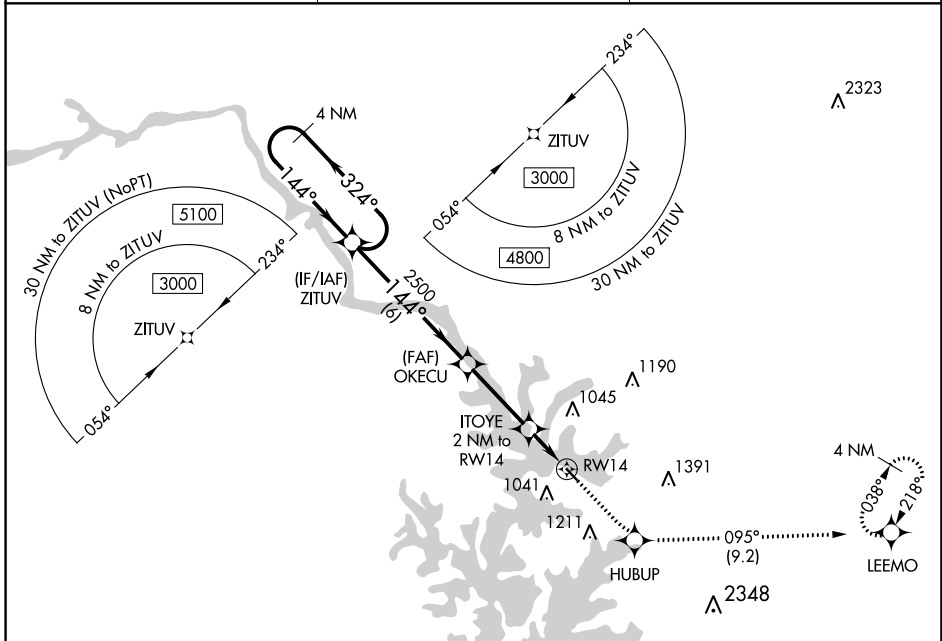 2323
4 NM
234°
ZITUV
3000
8 NM to ZITUV
054°
4800
30 NM to ZITUV
144°
324°
30 NM to ZITUV (NoPT)
5100
8 NM to ZITUV
234°
3000
ZITUV
054°
(IF/IAF)
ZITUV
2500
144°
(6)
(FAF)
OKECU
1190
1045
ITOYE
2 NM to
RW14
RW14
1041
1391
1211
4 NM
038°
218°
HUBUP
095°
(9.2)
LEEMO
2348